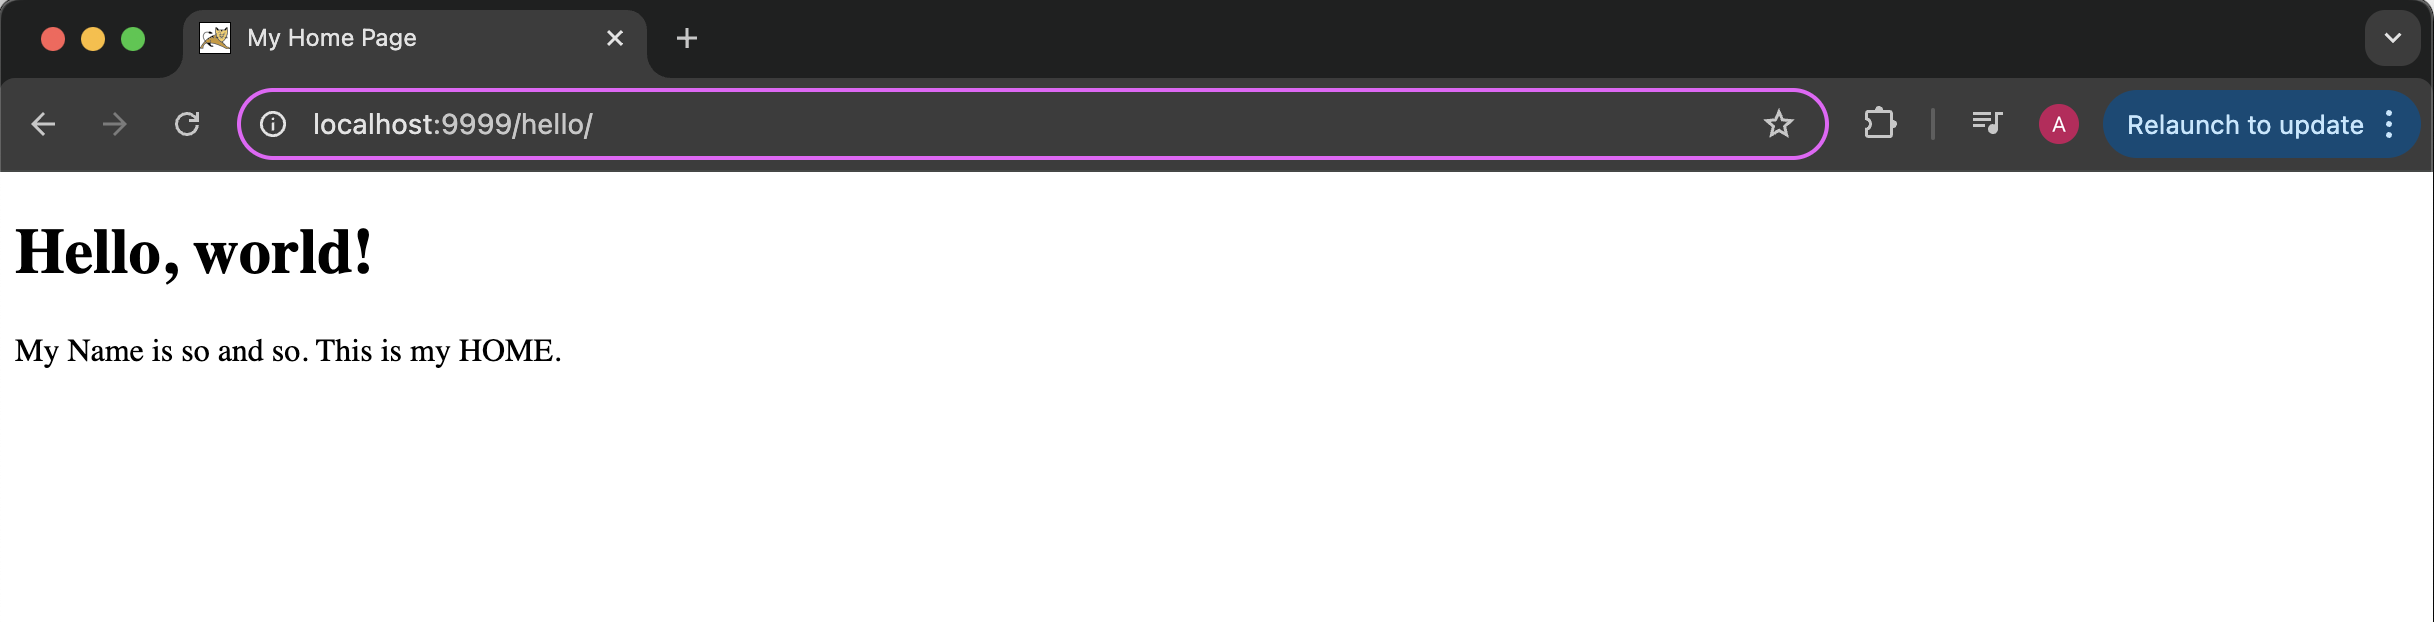 My Home Page
localhost:9999/hello/
A
Relaunch to update
Hello, world!
My Name is so and so. This is my HOME.